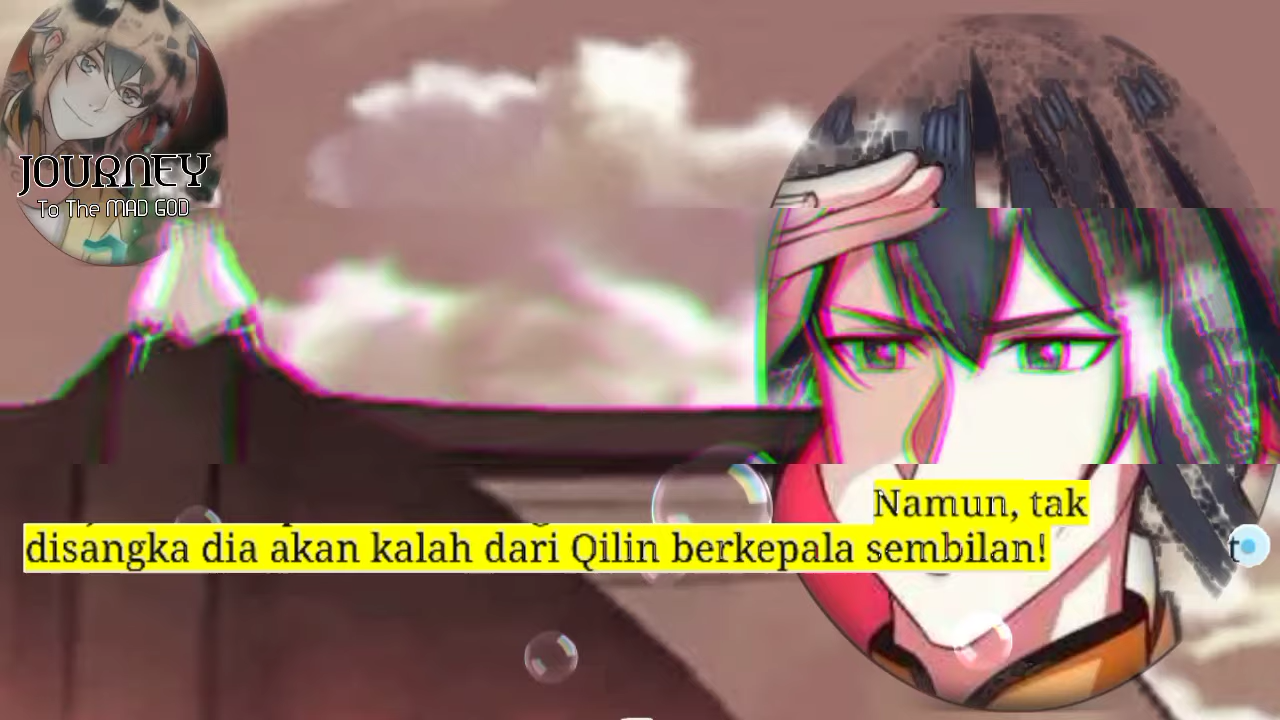 JOURNEY
To The MAD GOD
Namun, tak
disangka dia akan kalah dari Qilin berkepala sembilan!
t